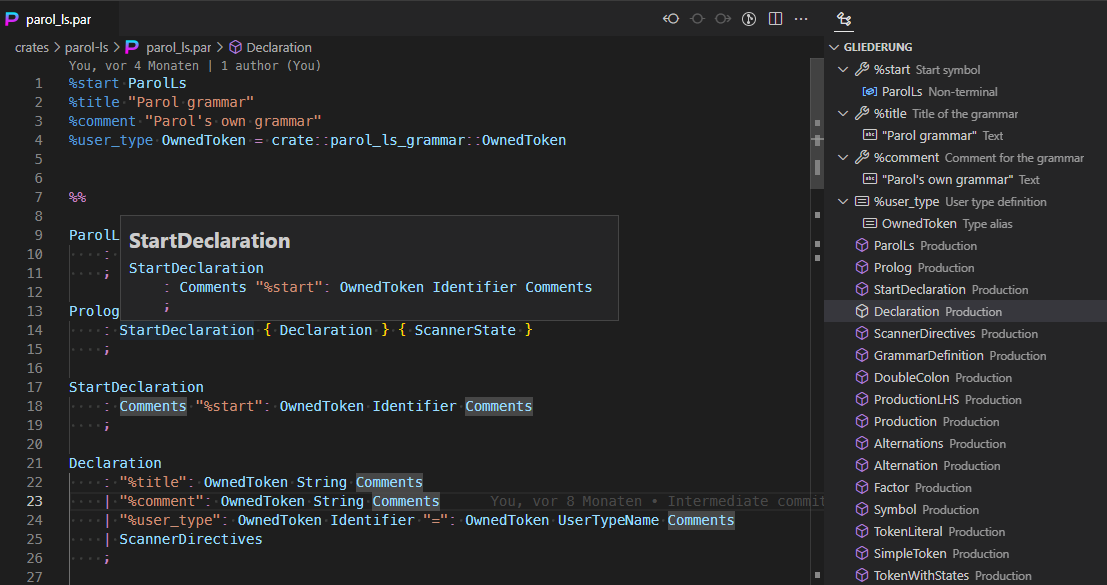 parol_ls.par
crates > parol-ls > parol_ls.par > Declaration
You, vor 4 Monaten | 1 author (You)
1 %start ParolLs
2 %title "Parol grammar"
3 %comment "Parol's own grammar"
4 %user_type OwnedToken = crate::parol_ls_grammar::OwnedToken
5
6
7 %%
8
9 ParolL
10 :
11 ;
12
StartDeclaration
StartDeclaration
: Comments "%start": OwnedToken Identifier Comments
;
13 Prolog
14 : StartDeclaration { Declaration } { ScannerState }
15 ;
16
17 StartDeclaration
18 : Comments "%start": OwnedToken Identifier Comments
19 ;
20
21 Declaration
22 : "%title": OwnedToken String Comments
23 | "%comment": OwnedToken String Comments You, vor 8 Monaten • Intermediate commit
24 | "%user_type": OwnedToken Identifier "=": OwnedToken UserTypeName Comments
25 | ScannerDirectives
26 ;
27
GLIEDERUNG
%start Start symbol
ParolLs Non-terminal
%title Title of the grammar
"Parol grammar" Text
%comment Comment for the grammar
"Parol's own grammar" Text
%user_type User type definition
OwnedToken Type alias
ParolLs Production
Prolog Production
StartDeclaration Production
Declaration Production
ScannerDirectives Production
GrammarDefinition Production
DoubleColon Production
ProductionLHS Production
Production Production
Alternations Production
Alternation Production
Factor Production
Symbol Production
TokenLiteral Production
SimpleToken Production
TokenWithStates Production